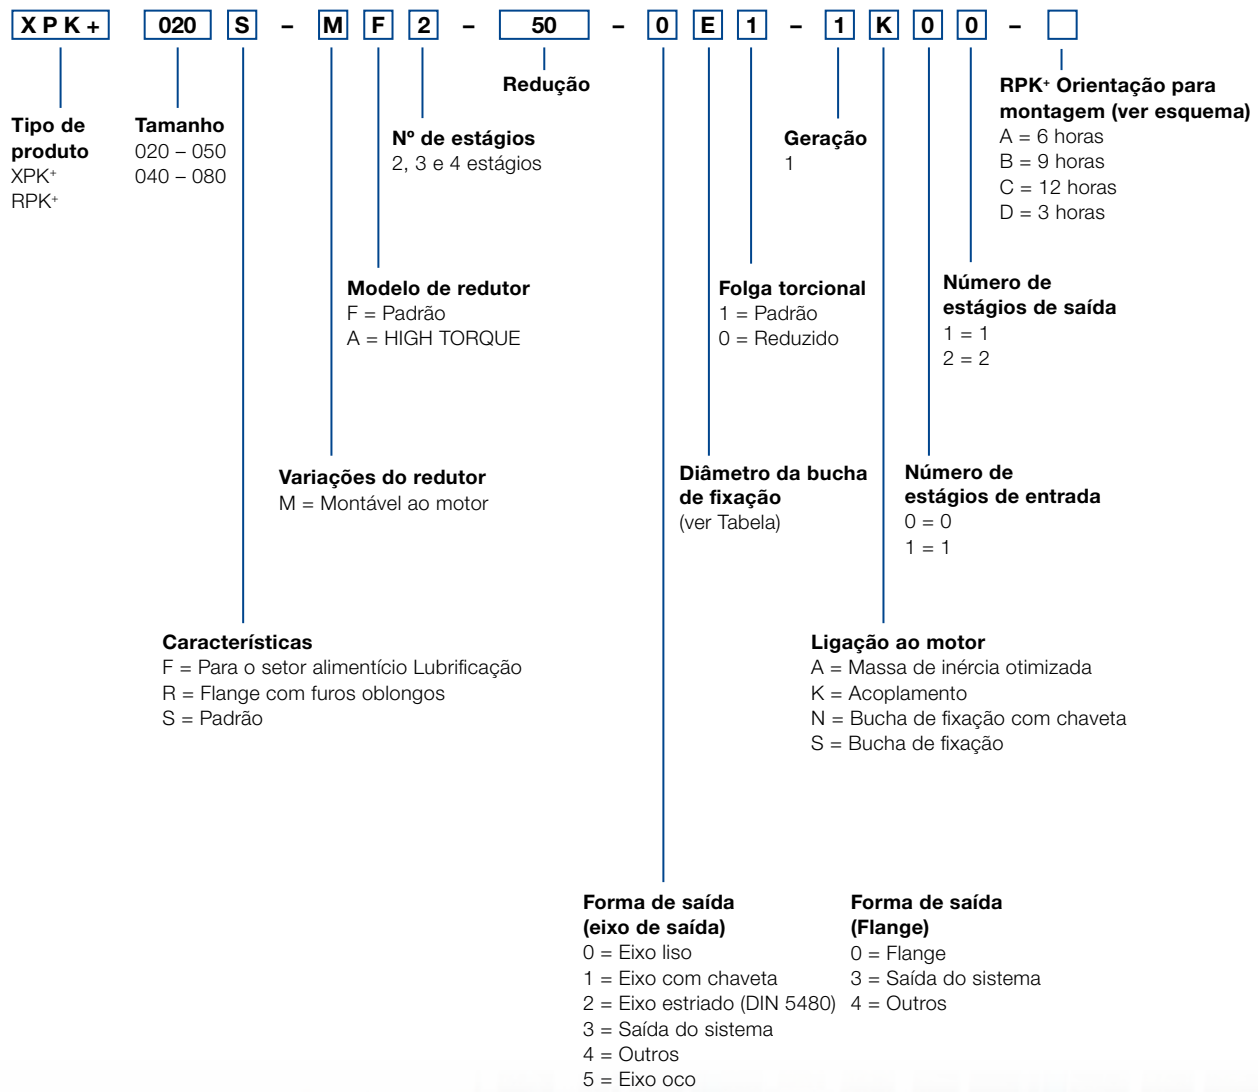 XPK+ 020 S – M F 2 – 50 – 0 E 1 – 1 K 0 0 –
Redução
RPK+ Orientação para
montagem (ver esquema)
A = 6 horas
B = 9 horas
C = 12 horas
D = 3 horas
Tipo de
produto
XPK+
RPK+
Tamanho
020 – 050
040 – 080
Nº de estágios
2, 3 e 4 estágios
Geração
1
Modelo de redutor
F = Padrão
A = HIGH TORQUE
Folga torcional
1 = Padrão
0 = Reduzido
Número de
estágios de saída
1 = 1
2 = 2
Variações do redutor
M = Montável ao motor
Diâmetro da bucha
de fixação
(ver Tabela)
Número de
estágios de entrada
0 = 0
1 = 1
Características
F = Para o setor alimentício Lubrificação
R = Flange com furos oblongos
S = Padrão
Ligação ao motor
A = Massa de inércia otimizada
K = Acoplamento
N = Bucha de fixação com chaveta
S = Bucha de fixação
Forma de saída
(eixo de saída)
0 = Eixo liso
1 = Eixo com chaveta
2 = Eixo estriado (DIN 5480)
3 = Saída do sistema
4 = Outros
5 = Eixo oco
Forma de saída
(Flange)
0 = Flange
3 = Saída do sistema
4 = Outros